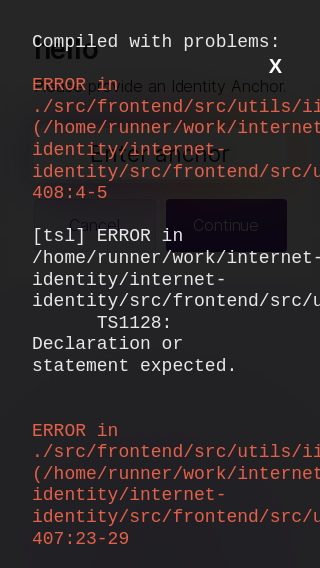 Compiled with problems:
X
hello
ERROR in
provide an Identity Anchor.
./src/frontend/src/utils/ii
(/home/runner/work/internet-
identity/internet-
Enter anchor
identity/src/frontend/src/u
408:4-5
Cancel
Continue
[tsl] ERROR in
/home/runner/work/internet-
identity/internet-
identity/src/frontend/src/u
TS1128:
Declaration or
statement expected.
ERROR in
./src/frontend/src/utils/ii
(/home/runner/work/internet
identity/internet-
identity/src/frontend/src/u
407:23-29